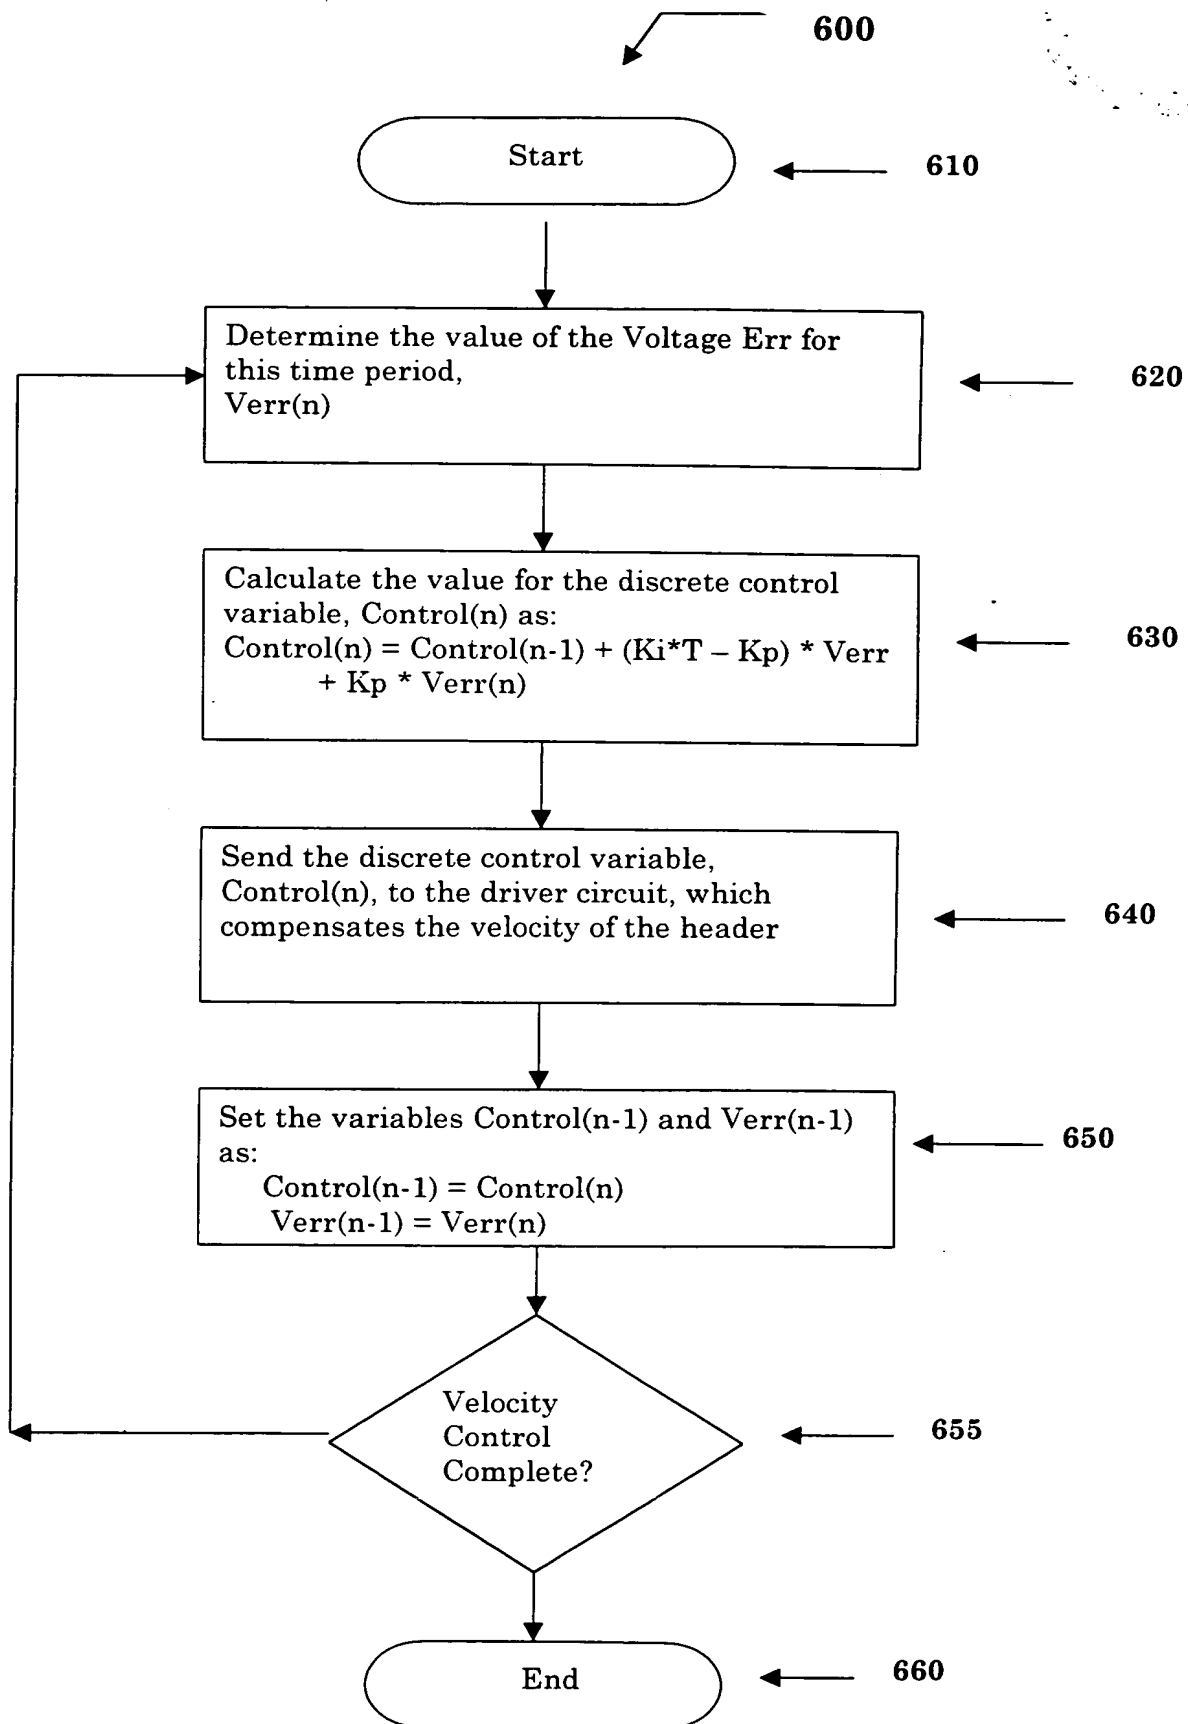 600
Start
610
Determine the value of the Voltage Err for
this time period,
Verr(n)
620
Calculate the value for the discrete control
variable, Control(n) as:
Control(n) = Control(n-1) + (Ki*T – Kp) * Verr
+ Kp * Verr(n)
630
Send the discrete control variable,
Control(n), to the driver circuit, which
compensates the velocity of the header
640
Set the variables Control(n-1) and Verr(n-1)
as:
Control(n-1) = Control(n)
Verr(n-1) = Verr(n)
650
Velocity
Control
Complete?
655
End
660